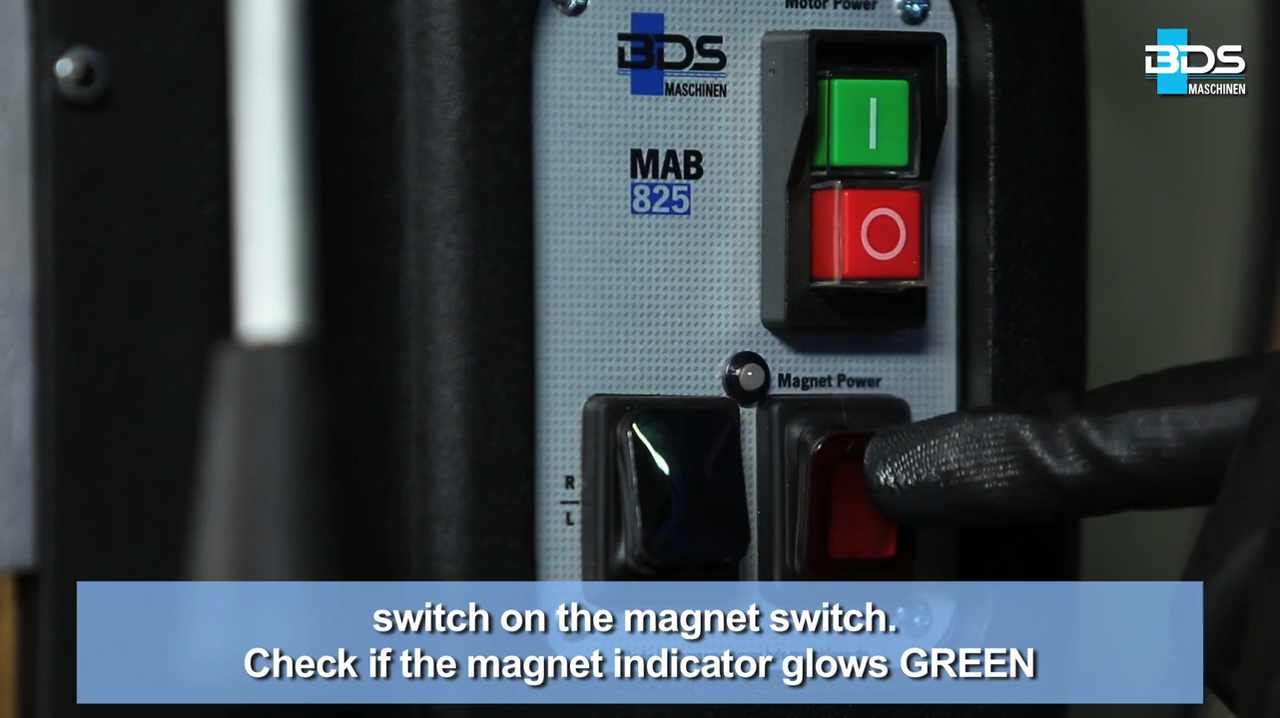 Motor Power
BDS
MASCHINEN
BDS
MASCHINEN
MAB
825
I
O
Magnet Power
R
L
switch on the magnet switch.
Check if the magnet indicator glows GREEN